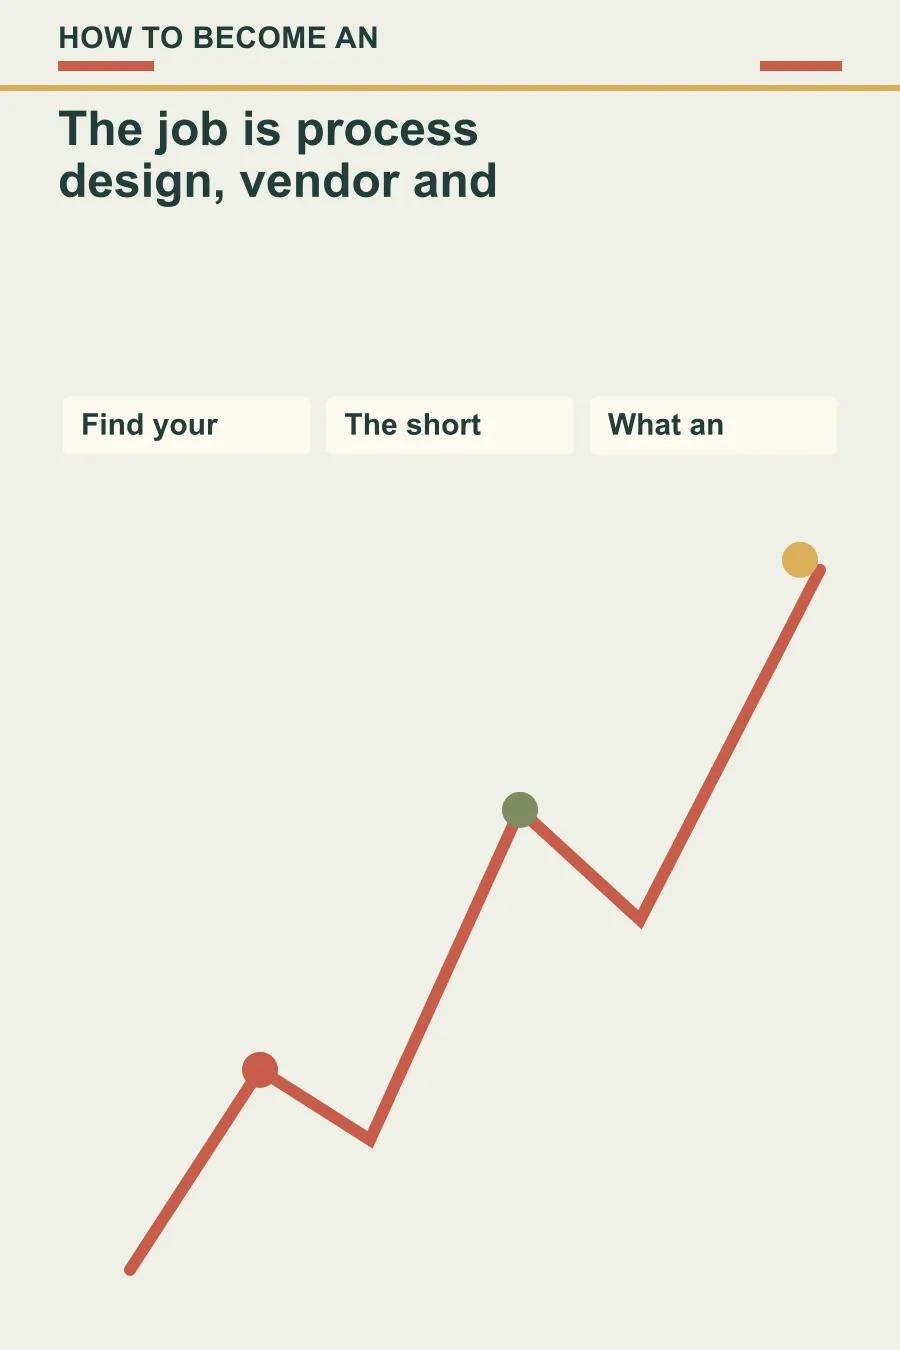 HOW TO BECOME AN
The job is process
design, vendor and
Find your
The short
What an